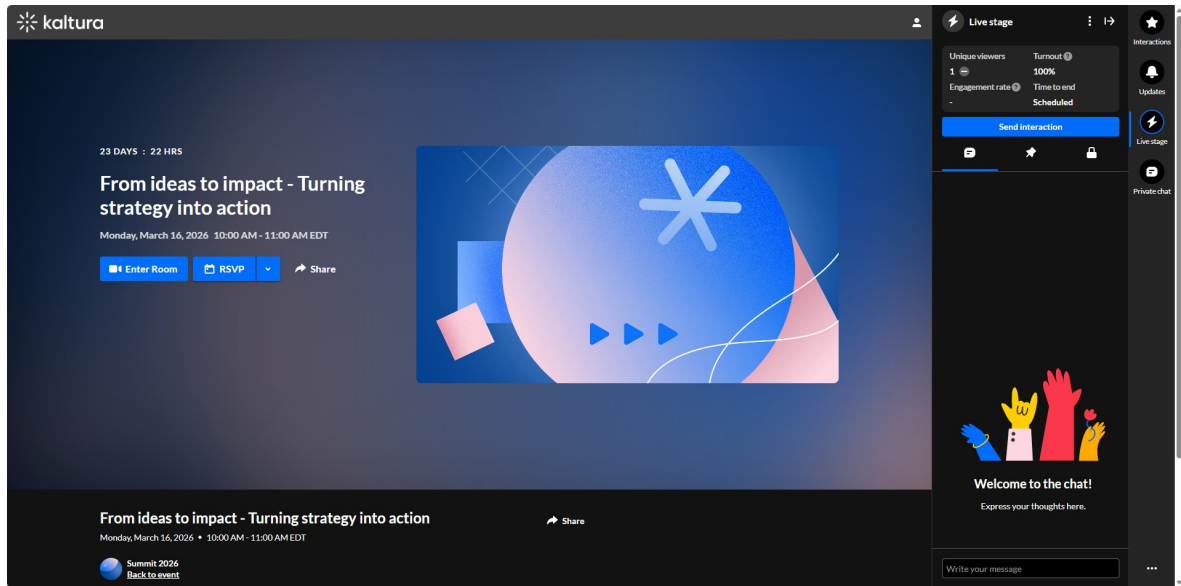 kaltura
23 DAYS : 22 HRS
From ideas to impact - Turning
strategy into action
Monday, March 16, 2026 10:00 AM - 11:00 AM EDT
Enter Room
RSVP
Share
From ideas to impact - Turning strategy into action
Share
Monday, March 16, 2026 • 10:00 AM - 11:00 AM EDT
Summit 2026
Back to event
Live stage
Unique viewers
Turnout ?
1
100%
Engagement rate ?
Time to end
-
Scheduled
Send interaction
Welcome to the chat!
Express your thoughts here.
Write your message
Interactions
Updates
Live stage
Private chat